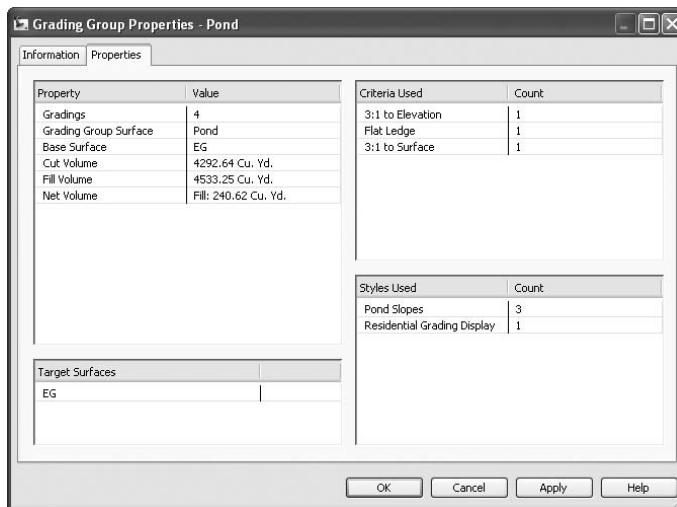 Grading Group Properties - Pond
Information Properties
Property Value
Gradings 4
Grading Group Surface Pond
Base Surface EG
Cut Volume 4292.64 Cu. Yd.
Fill Volume 4533.25 Cu. Yd.
Net Volume Fill: 240.62 Cu. Yd.
Target Surfaces
EG
Criteria Used Count
3:1 to Elevation 1
Flat Ledge 1
3:1 to Surface 1
Styles Used Count
Pond Slopes 3
Residential Grading Display 1
OK Cancel Apply Help